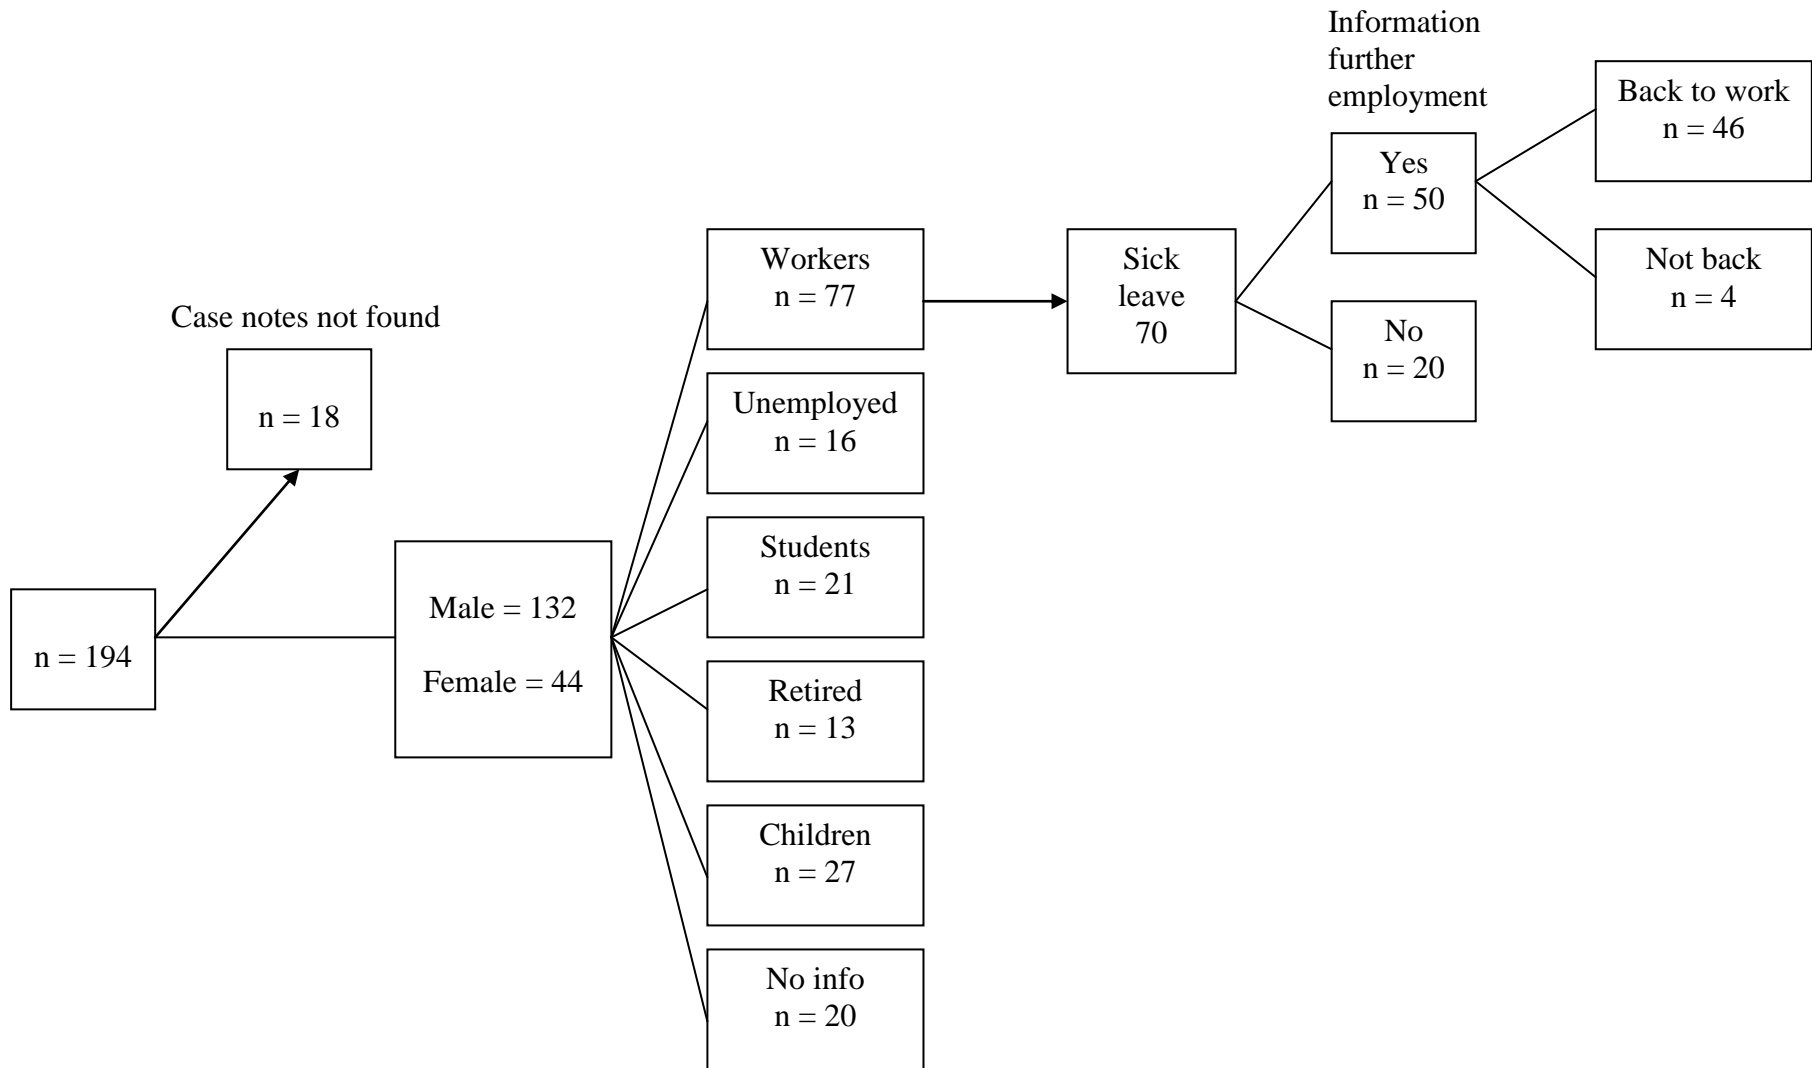 n = 194
Case notes not found
n = 18
Male = 132
Female = 44
Workers
n = 77
Unemployed
n = 16
Students
n = 21
Retired
n = 13
Children
n = 27
No info
n = 20
Sick
leave
70
Information
further
employment
Yes
n = 50
No
n = 20
Back to work
n = 46
Not back
n = 4